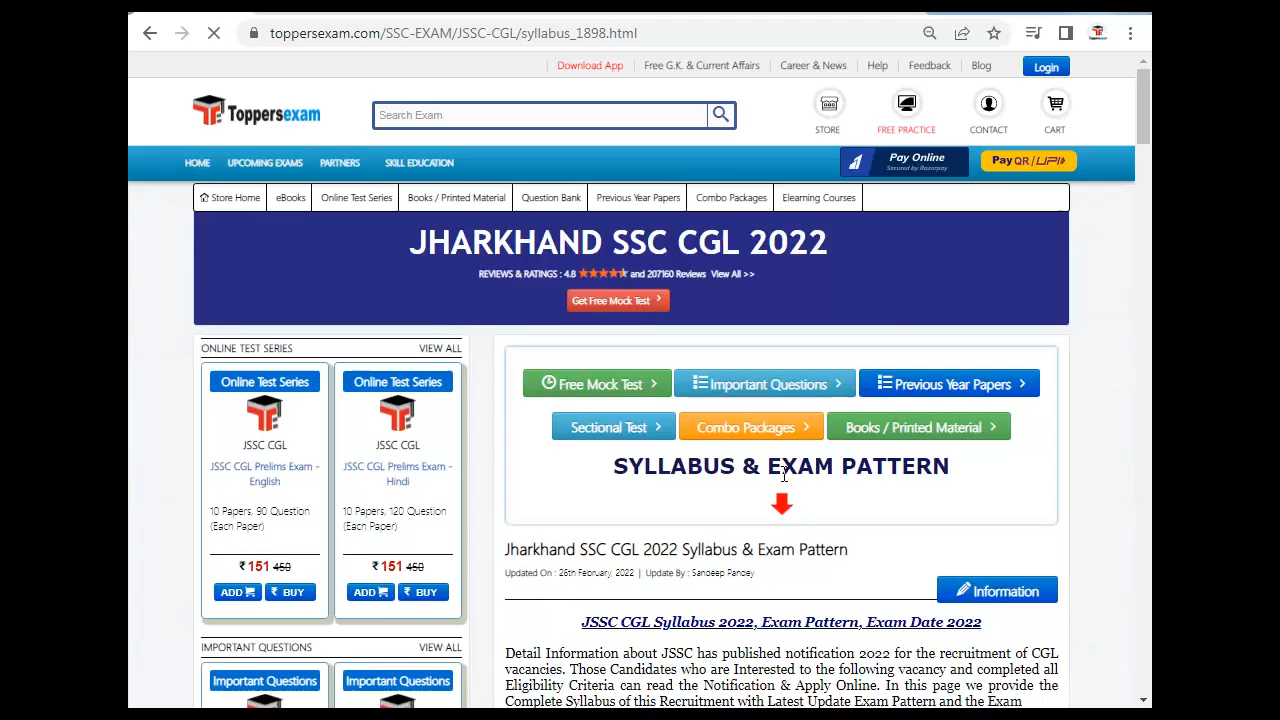 toppersexam.com/SSC-EXAM/JSSC-CGL/syllabus_1898.html
Download App | Free G.K. & Current Affairs | Career & News | Help | Feedback | Blog Login
Toppersexam
Search Exam
STORE FREE PRACTICE CONTACT CART
HOME UPCOMING EXAMS PARTNERS SKILL EDUCATION
Pay Online
Secured by Razorpay
Pay QR / UPI
Store Home eBooks Online Test Series Books / Printed Material Question Bank Previous Year Papers Combo Packages Elearning Courses
JHARKHAND SSC CGL 2022
REVIEWS & RATINGS : 4.8 and 207160 Reviews View All >>
Get Free Mock Test
ONLINE TEST SERIES VIEW ALL
Online Test Series
JSSC CGL
JSSC CGL Prelims Exam -
English
10 Papers, 90 Question
(Each Paper)
₹ 151 450
ADD ₹ BUY
Online Test Series
JSSC CGL
JSSC CGL Prelims Exam -
Hindi
10 Papers, 120 Question
(Each Paper)
₹ 151 450
ADD ₹ BUY
IMPORTANT QUESTIONS VIEW ALL
Important Questions
Important Questions
Free Mock Test Important Questions Previous Year Papers
Sectional Test Combo Packages Books / Printed Material
SYLLABUS & EXAM PATTERN
Jharkhand SSC CGL 2022 Syllabus & Exam Pattern
Updated On : 26th February, 2022 | Update By : Sandeep Pandey
Information
JSSC CGL Syllabus 2022, Exam Pattern, Exam Date 2022
Detail Information about JSSC has published notification 2022 for the recruitment of CGL
vacancies. Those Candidates who are Interested to the following vacancy and completed all
Eligibility Criteria can read the Notification & Apply Online. In this page we provide the
Complete Syllabus of this Recruitment with Latest Update Exam Pattern and the Exam